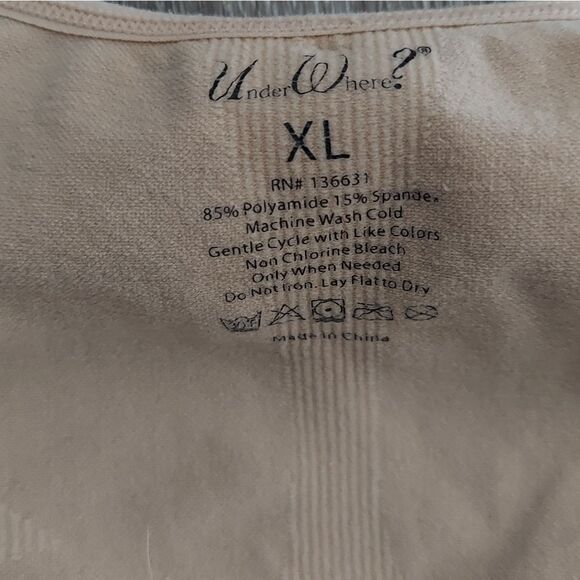 UnderWhere?®
XL
RN# 136631
85% Polyamide 15% Spandex
Machine Wash Cold
Gentle Cycle with Like Colors
Non Chlorine Bleach
Only When Needed
Do Not Iron. Lay Flat to Dry
Made in China